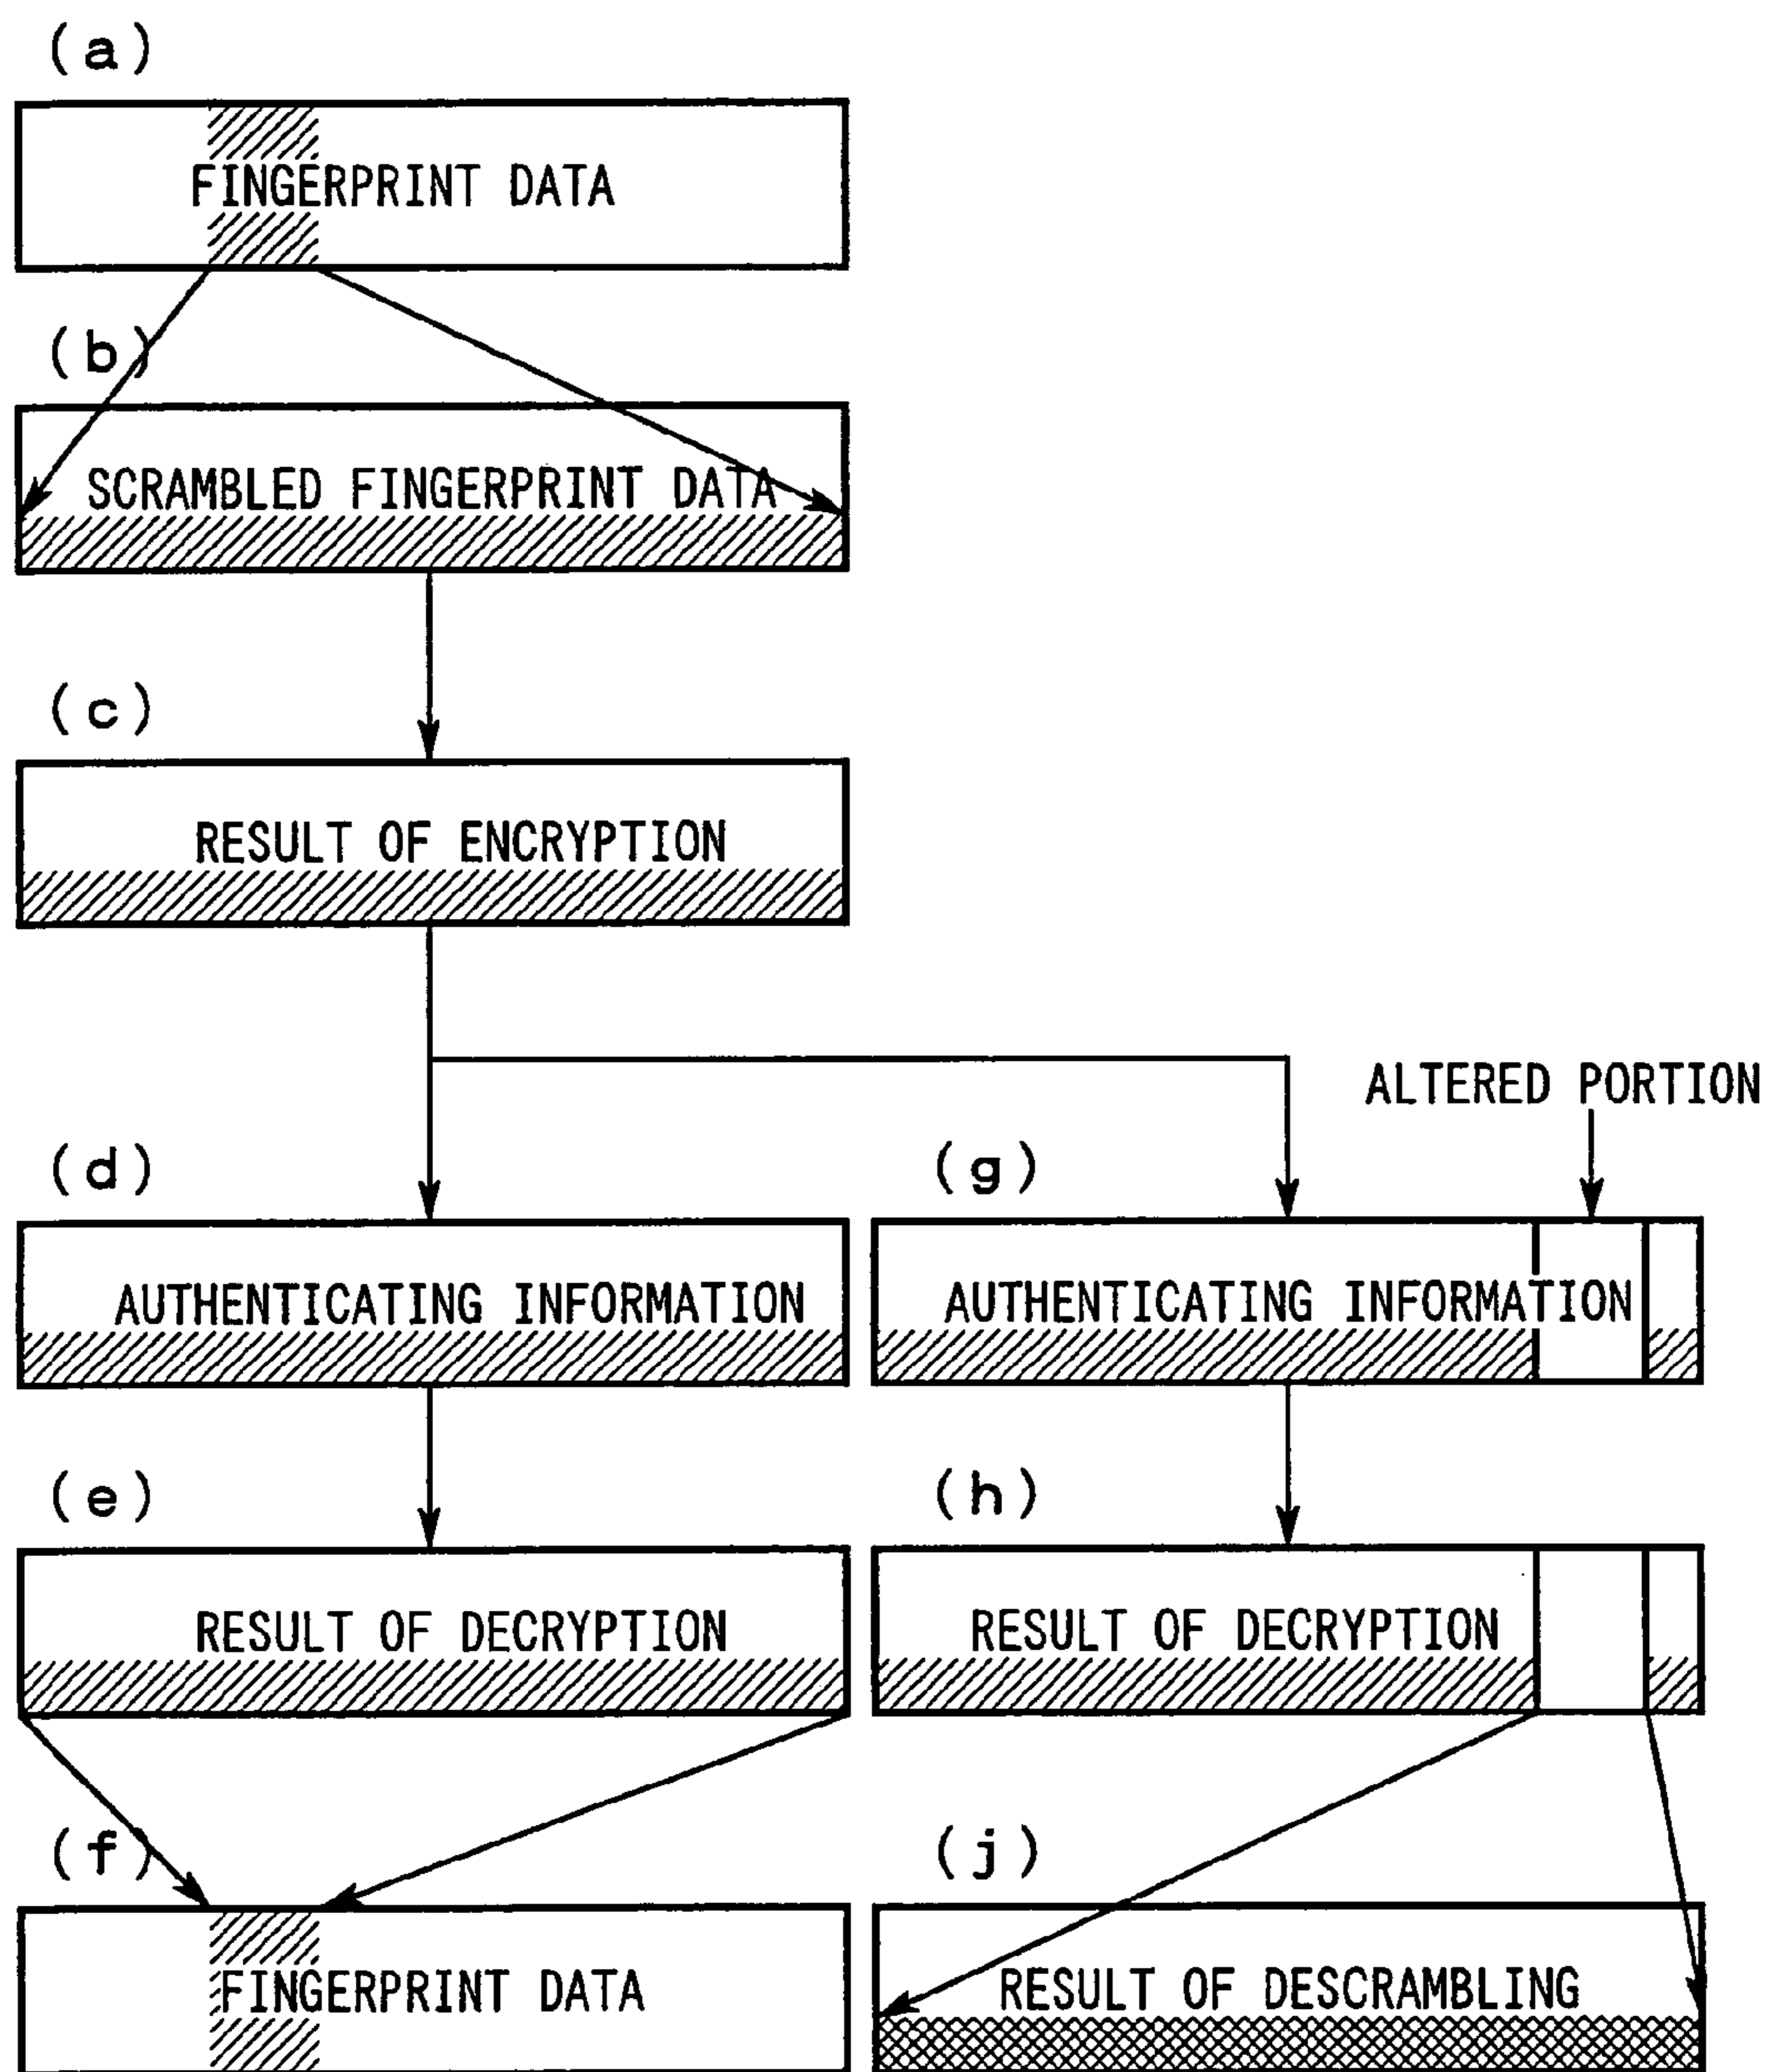 (a)
FINGERPRINT DATA
(b)
SCRAMBLED FINGERPRINT DATA
(c)
RESULT OF ENCRYPTION
ALTERED PORTION
(d)
(g)
AUTHENTICATING INFORMATION
AUTHENTICATING INFORMATION
(e)
(h)
RESULT OF DECRYPTION
RESULT OF DECRYPTION
(f)
(j)
FINGERPRINT DATA
RESULT OF DESCRAMBLING